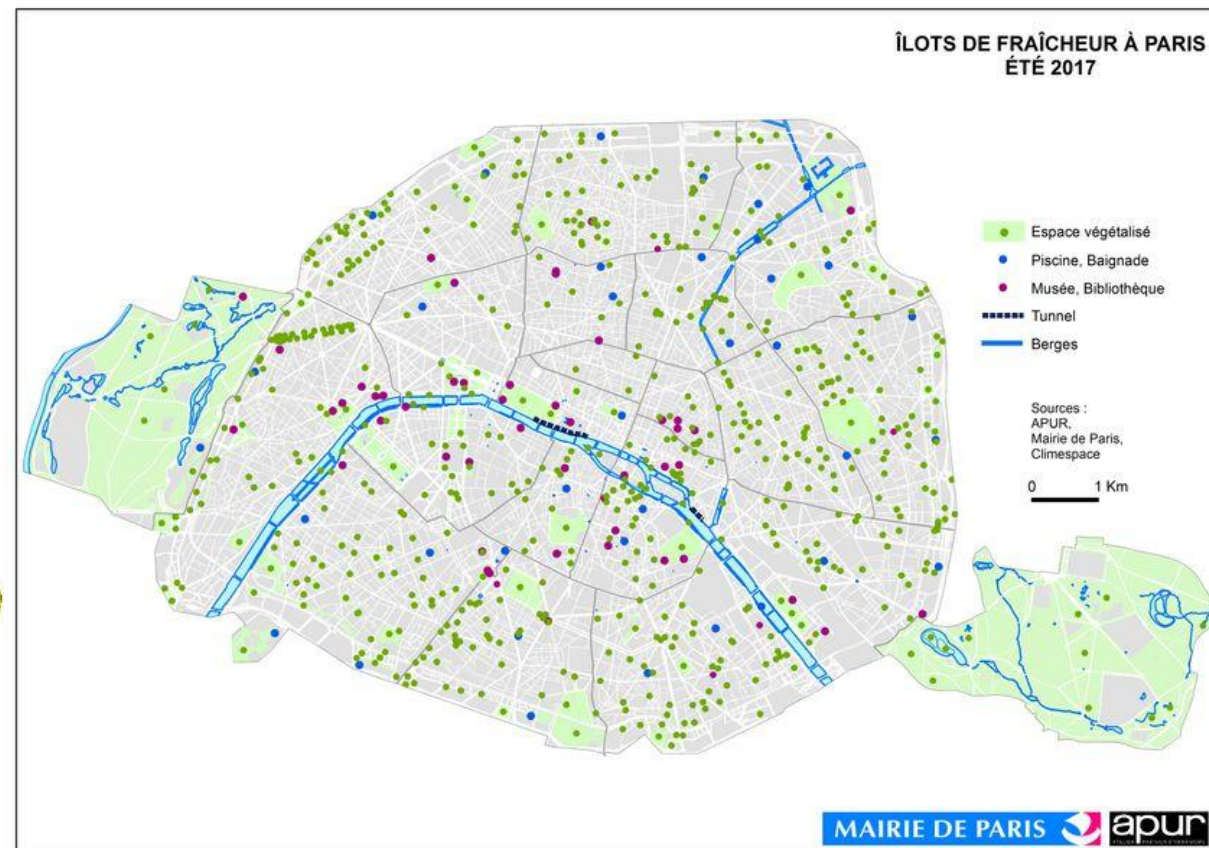 ÎLOTS DE FRAÎCHEUR À PARIS
ÉTÉ 2017
Espace végétalisé
Piscine, Baignade
Musée, Bibliothèque
Tunnel
Berges
Sources :
APUR,
Mairie de Paris,
Climespace
0 1 Km
MAIRIE DE PARIS
apur